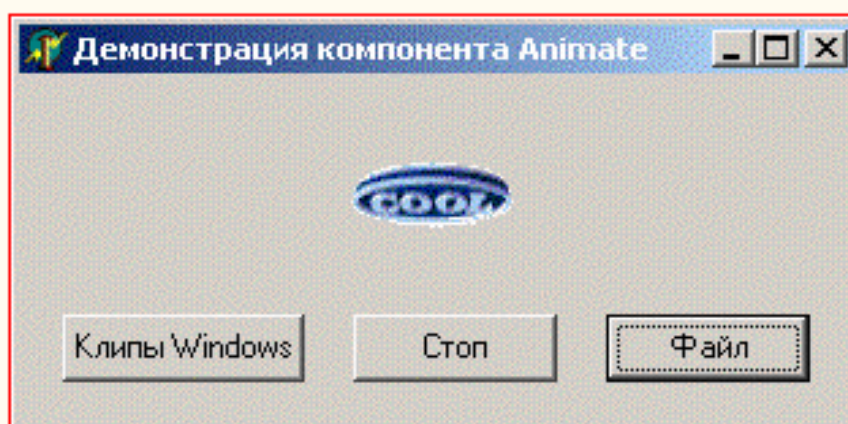 Демонстрация компонента Animate
COOL
Клипы Windows
Стоп
Файл